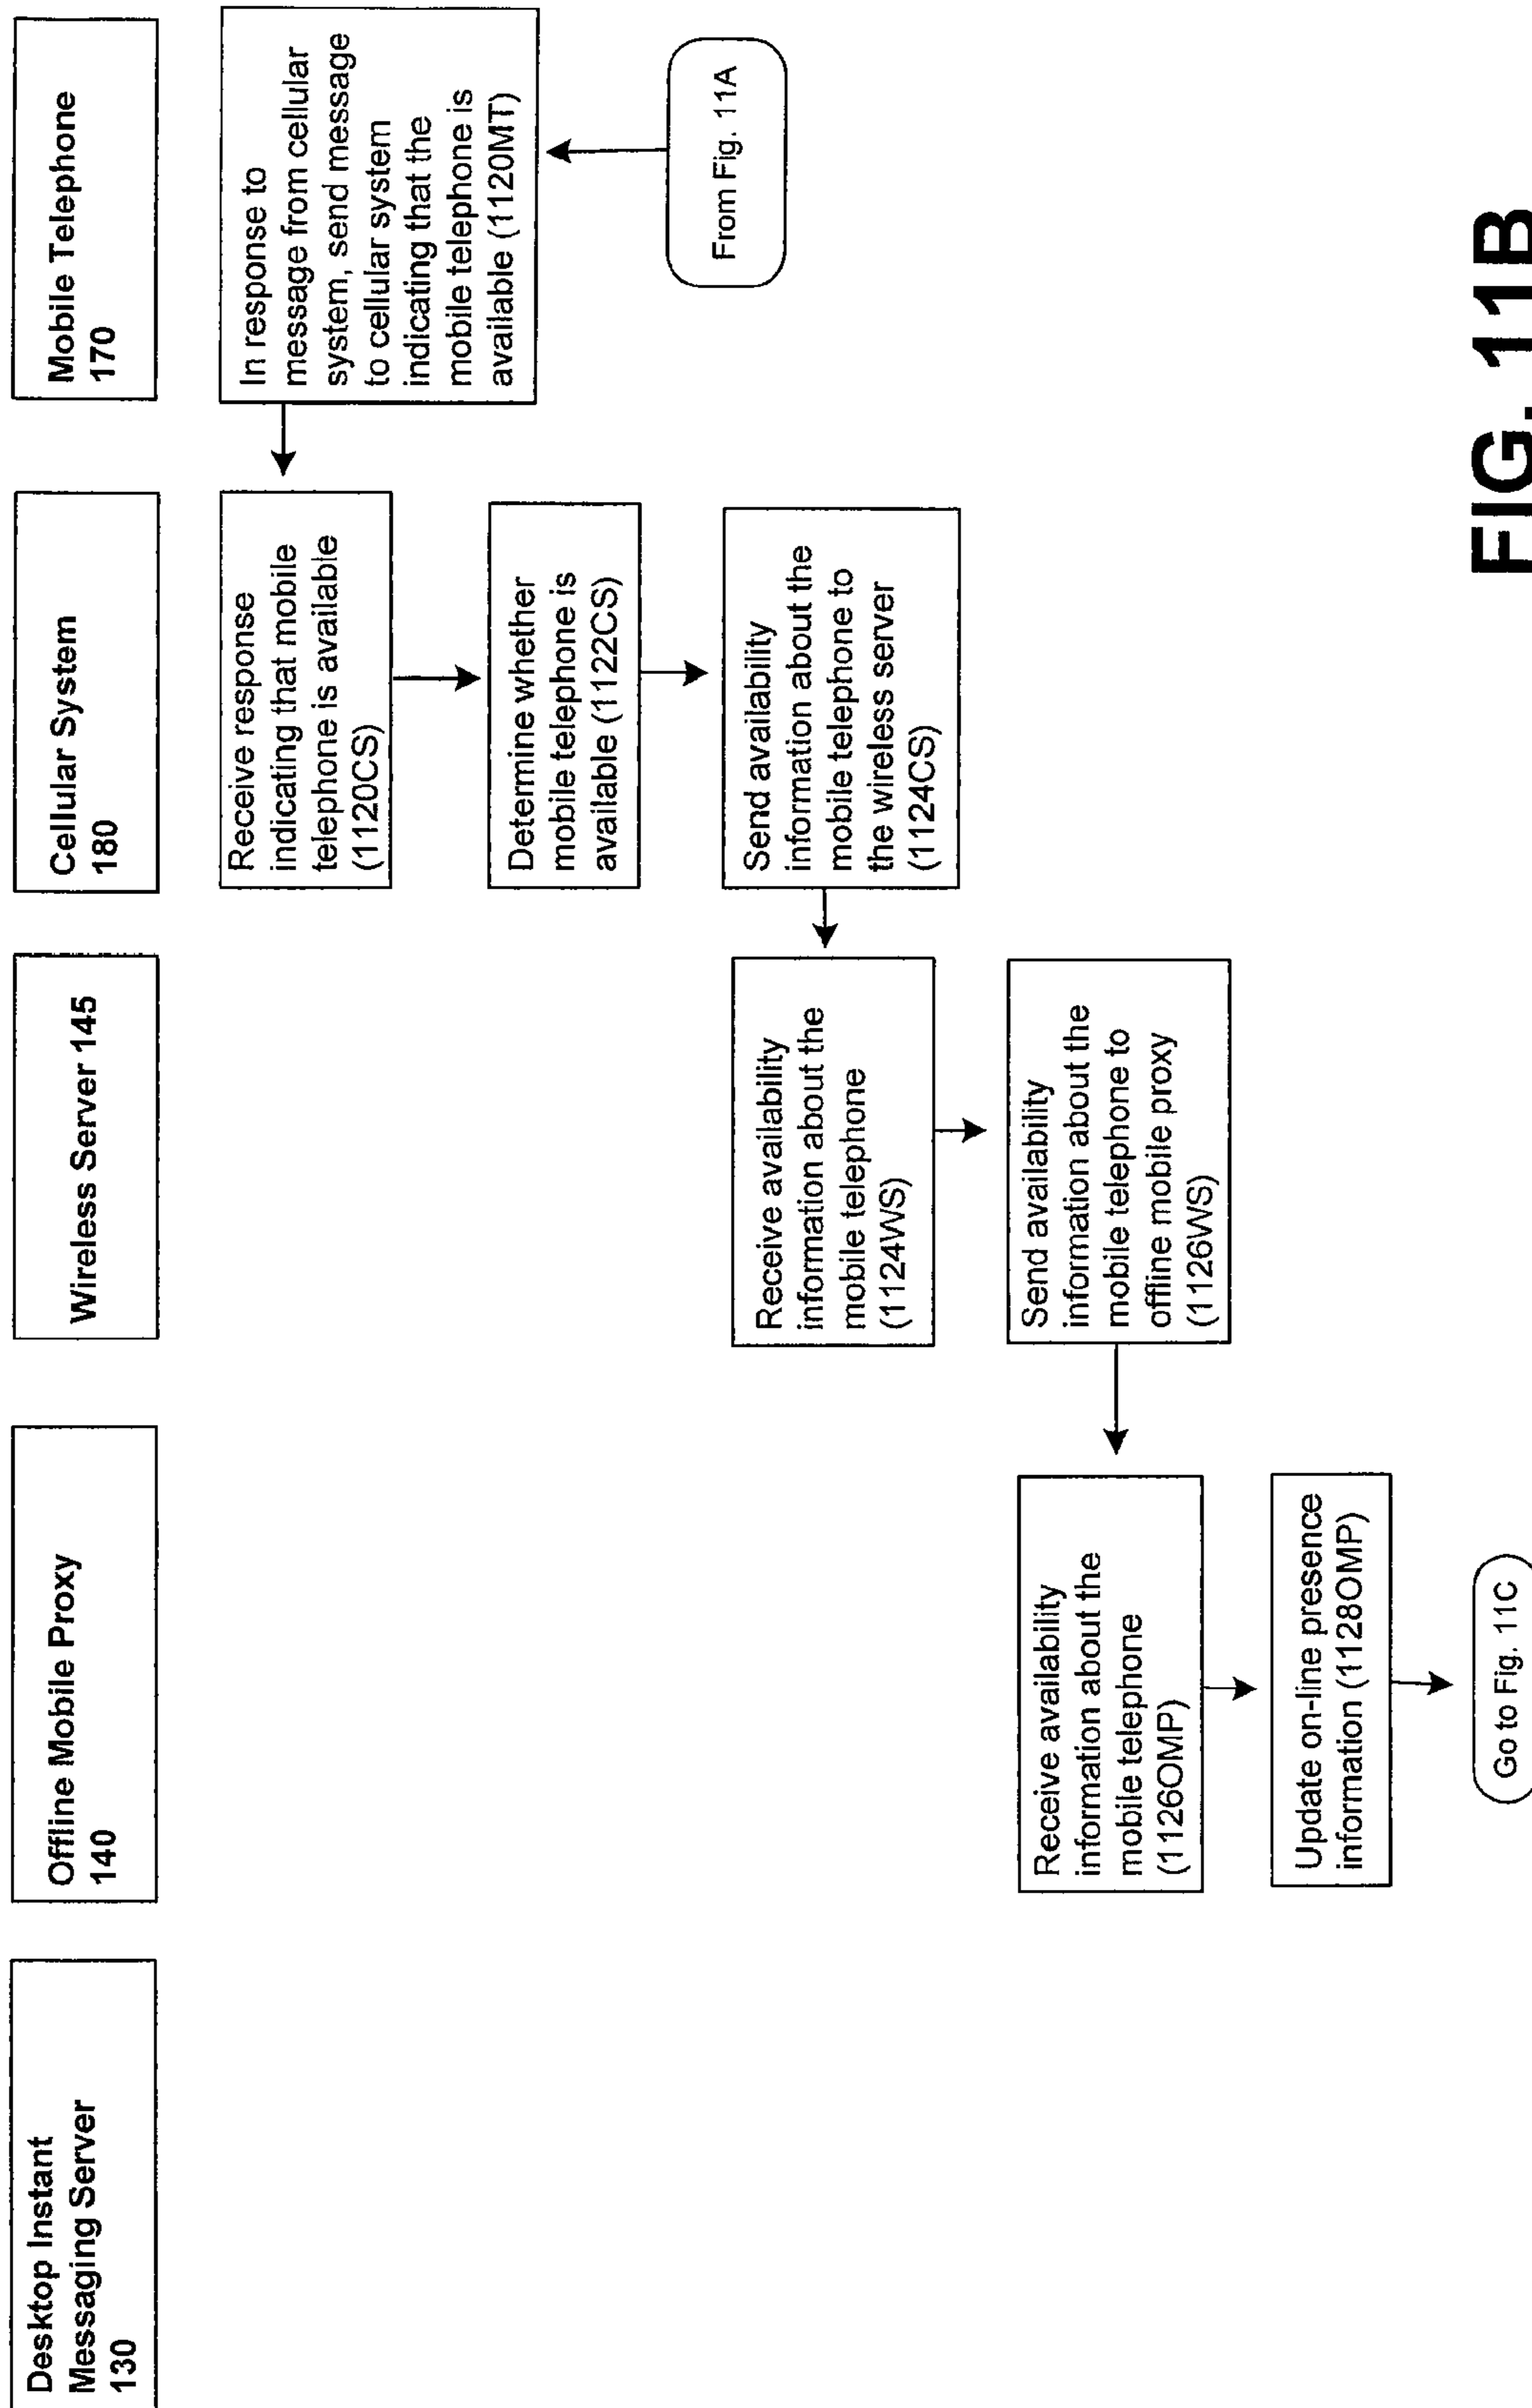 Desktop Instant
Messaging Server
130
Offline Mobile Proxy
140
Wireless Server 145
Cellular System
180
Mobile Telephone
170
In response to
message from cellular
system, send message
to cellular system
indicating that the
mobile telephone is
available (1120MT)
From Fig. 11A
Receive response
indicating that mobile
telephone is available
(1120CS)
Determine whether
mobile telephone is
available (1122CS)
Send availability
information about the
mobile telephone to
the wireless server
(1124CS)
Receive availability
information about the
mobile telephone
(1124WS)
Send availability
information about the
mobile telephone to
offline mobile proxy
(1126WS)
Receive availability
information about the
mobile telephone
(1126OMP)
Update on-line presence
information (1128OMP)
Go to Fig. 11C
FIG. 11B